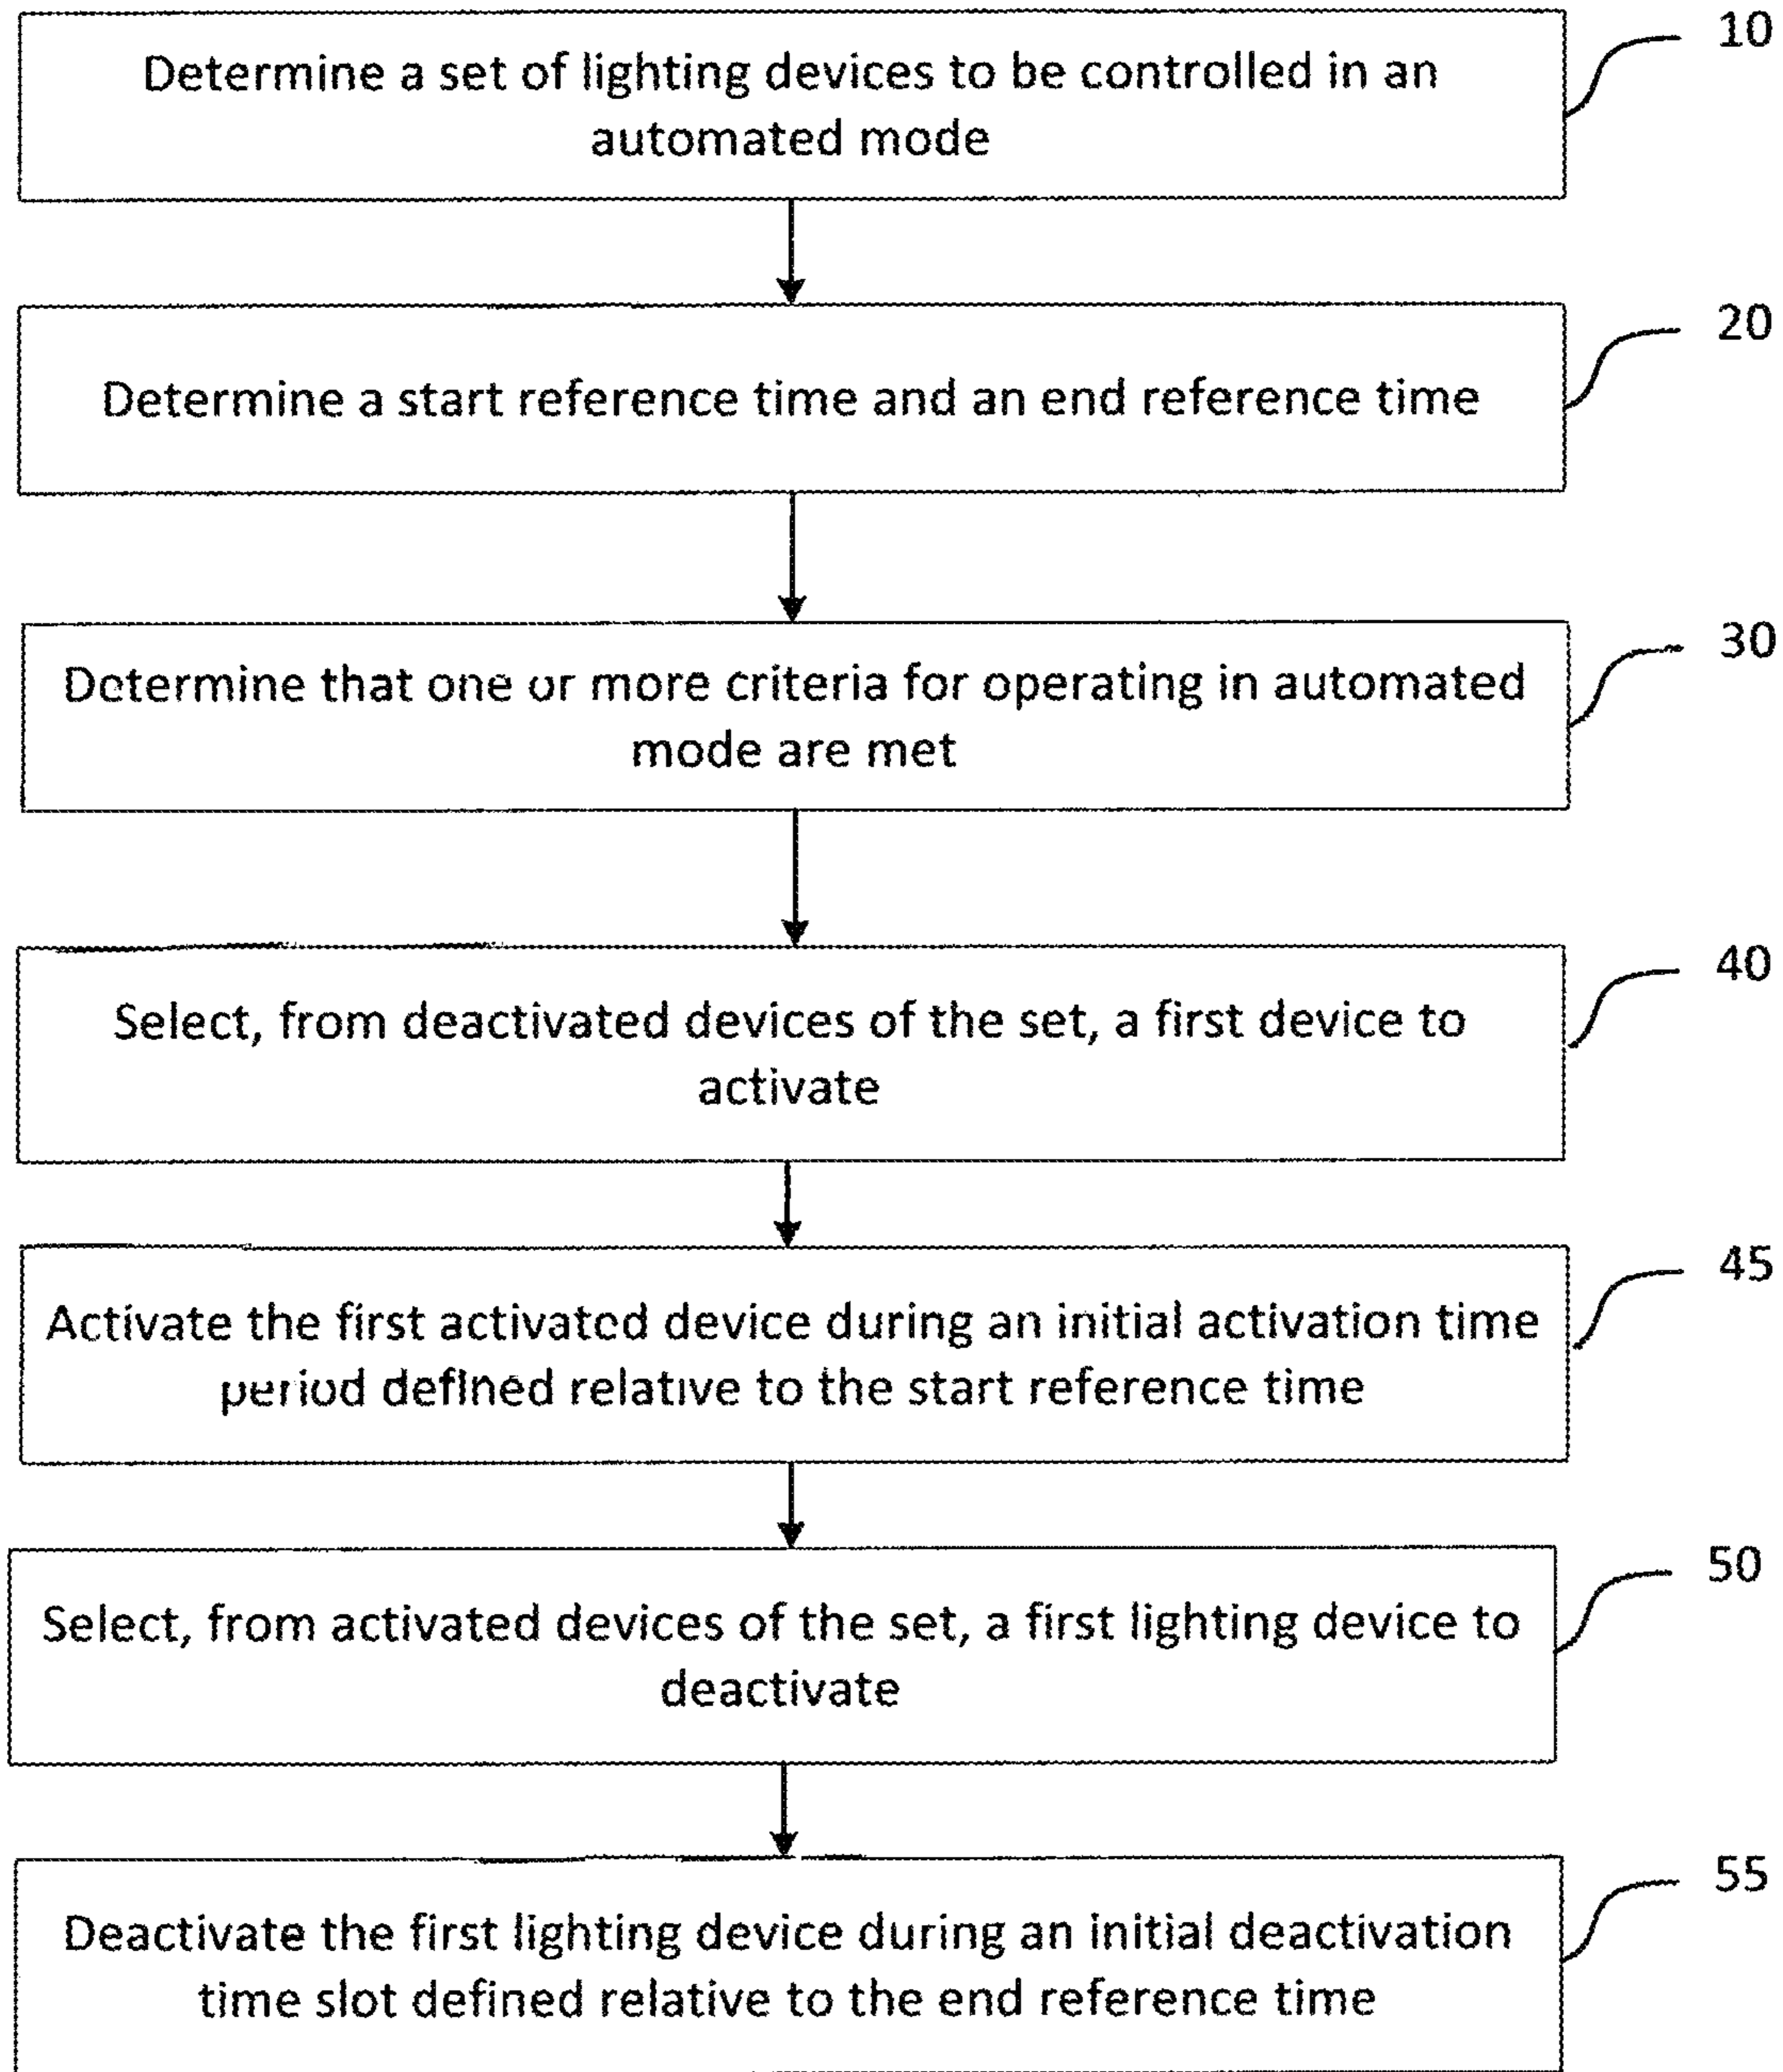 10
Determine a set of lighting devices to be controlled in an
automated mode
20
Determine a start reference time and an end reference time
30
Determine that one or more criteria for operating in automated
mode are met
40
Select, from deactivated devices of the set, a first device to
activate
45
Activate the first activated device during an initial activation time
period defined relative to the start reference time
50
Select, from activated devices of the set, a first lighting device to
deactivate
55
Deactivate the first lighting device during an initial deactivation
time slot defined relative to the end reference time